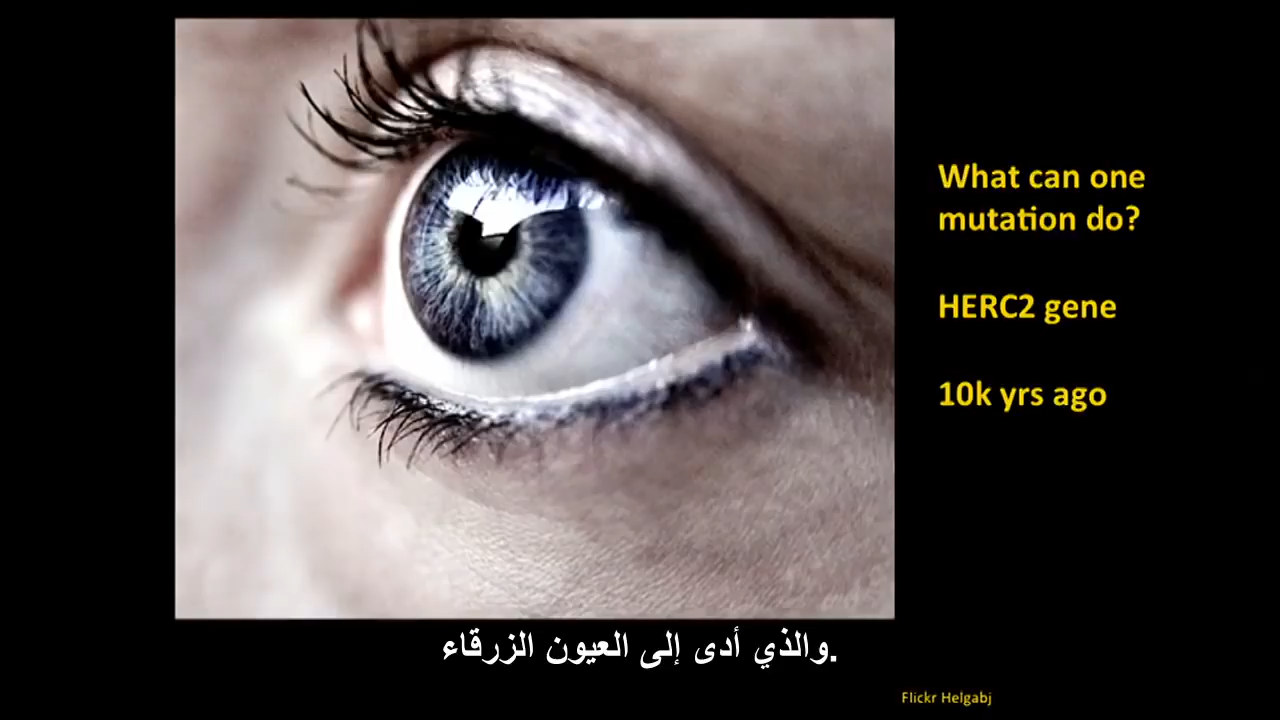 What can one
mutation do?
HERC2 gene
10k yrs ago
والذي أدى إلى العيون الزرقاء.
Flickr Helgabj